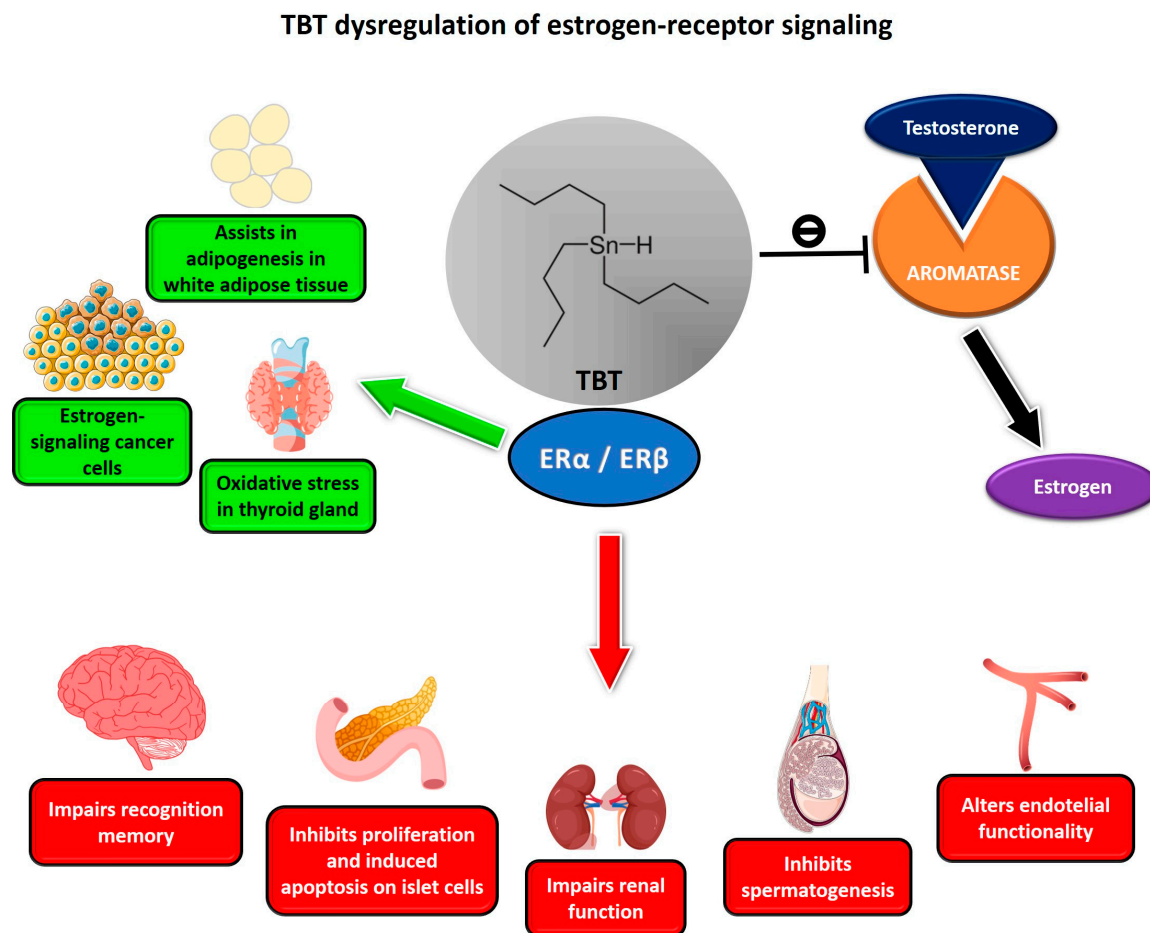 TBT dysregulation of estrogen-receptor signaling
Testosterone
AROMATASE
Estrogen
Sn-H
TBT
ERα / ERβ
Assists in
adipogenesis in
white adipose tissue
Estrogen-
signaling cancer
cells
Oxidative stress
in thyroid gland
Impairs recognition
memory
Inhibits proliferation
and induced
apoptosis on islet cells
Impairs renal
function
Inhibits
spermatogenesis
Alters endotelial
functionality